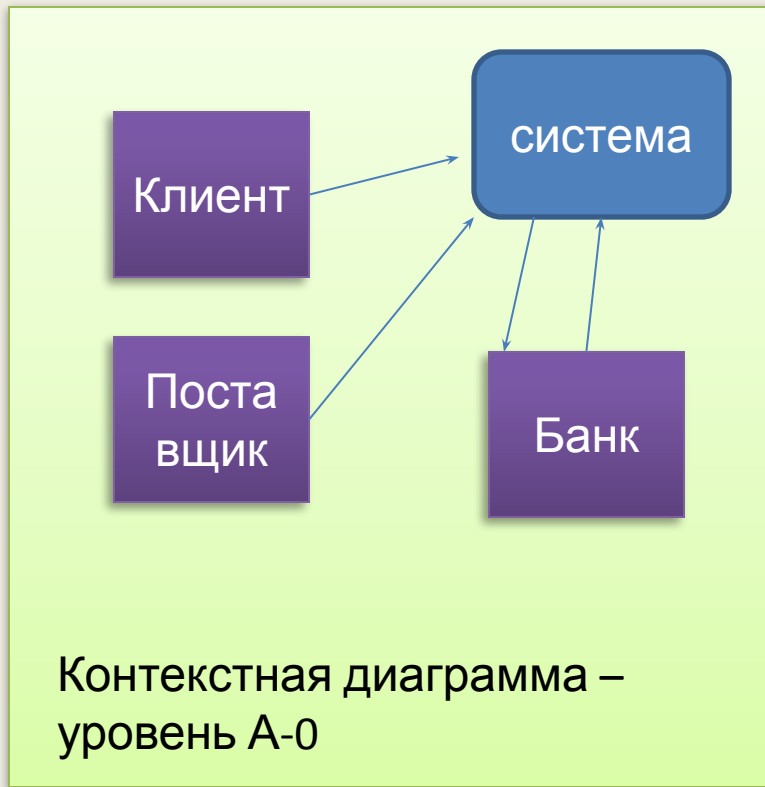 система
Клиент
Поста
вщик
Банк
Контекстная диаграмма –
уровень А-0